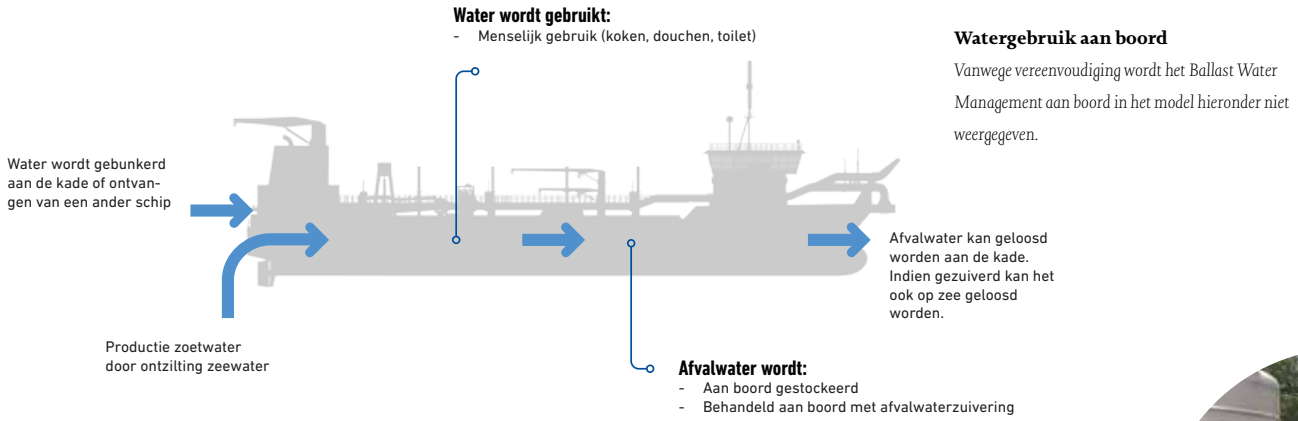 Water wordt gebruikt:
- Menselijk gebruik (koken, douchen, toilet)
Watergebruik aan boord
Vanwege vereenvoudiging wordt het Ballast Water
Management aan boord in het model hieronder niet
weergegeven.
Water wordt gebunkerd
aan de kade of ontvan-
gen van een ander schip
Productie zoetwater
door ontzilting zeewater
Afvalwater kan geloosd
worden aan de kade.
Indien gezuiverd kan het
ook op zee geloosd
worden.
Afvalwater wordt:
- Aan boord gestockeerd
- Behandeld aan boord met afvalwaterzuivering